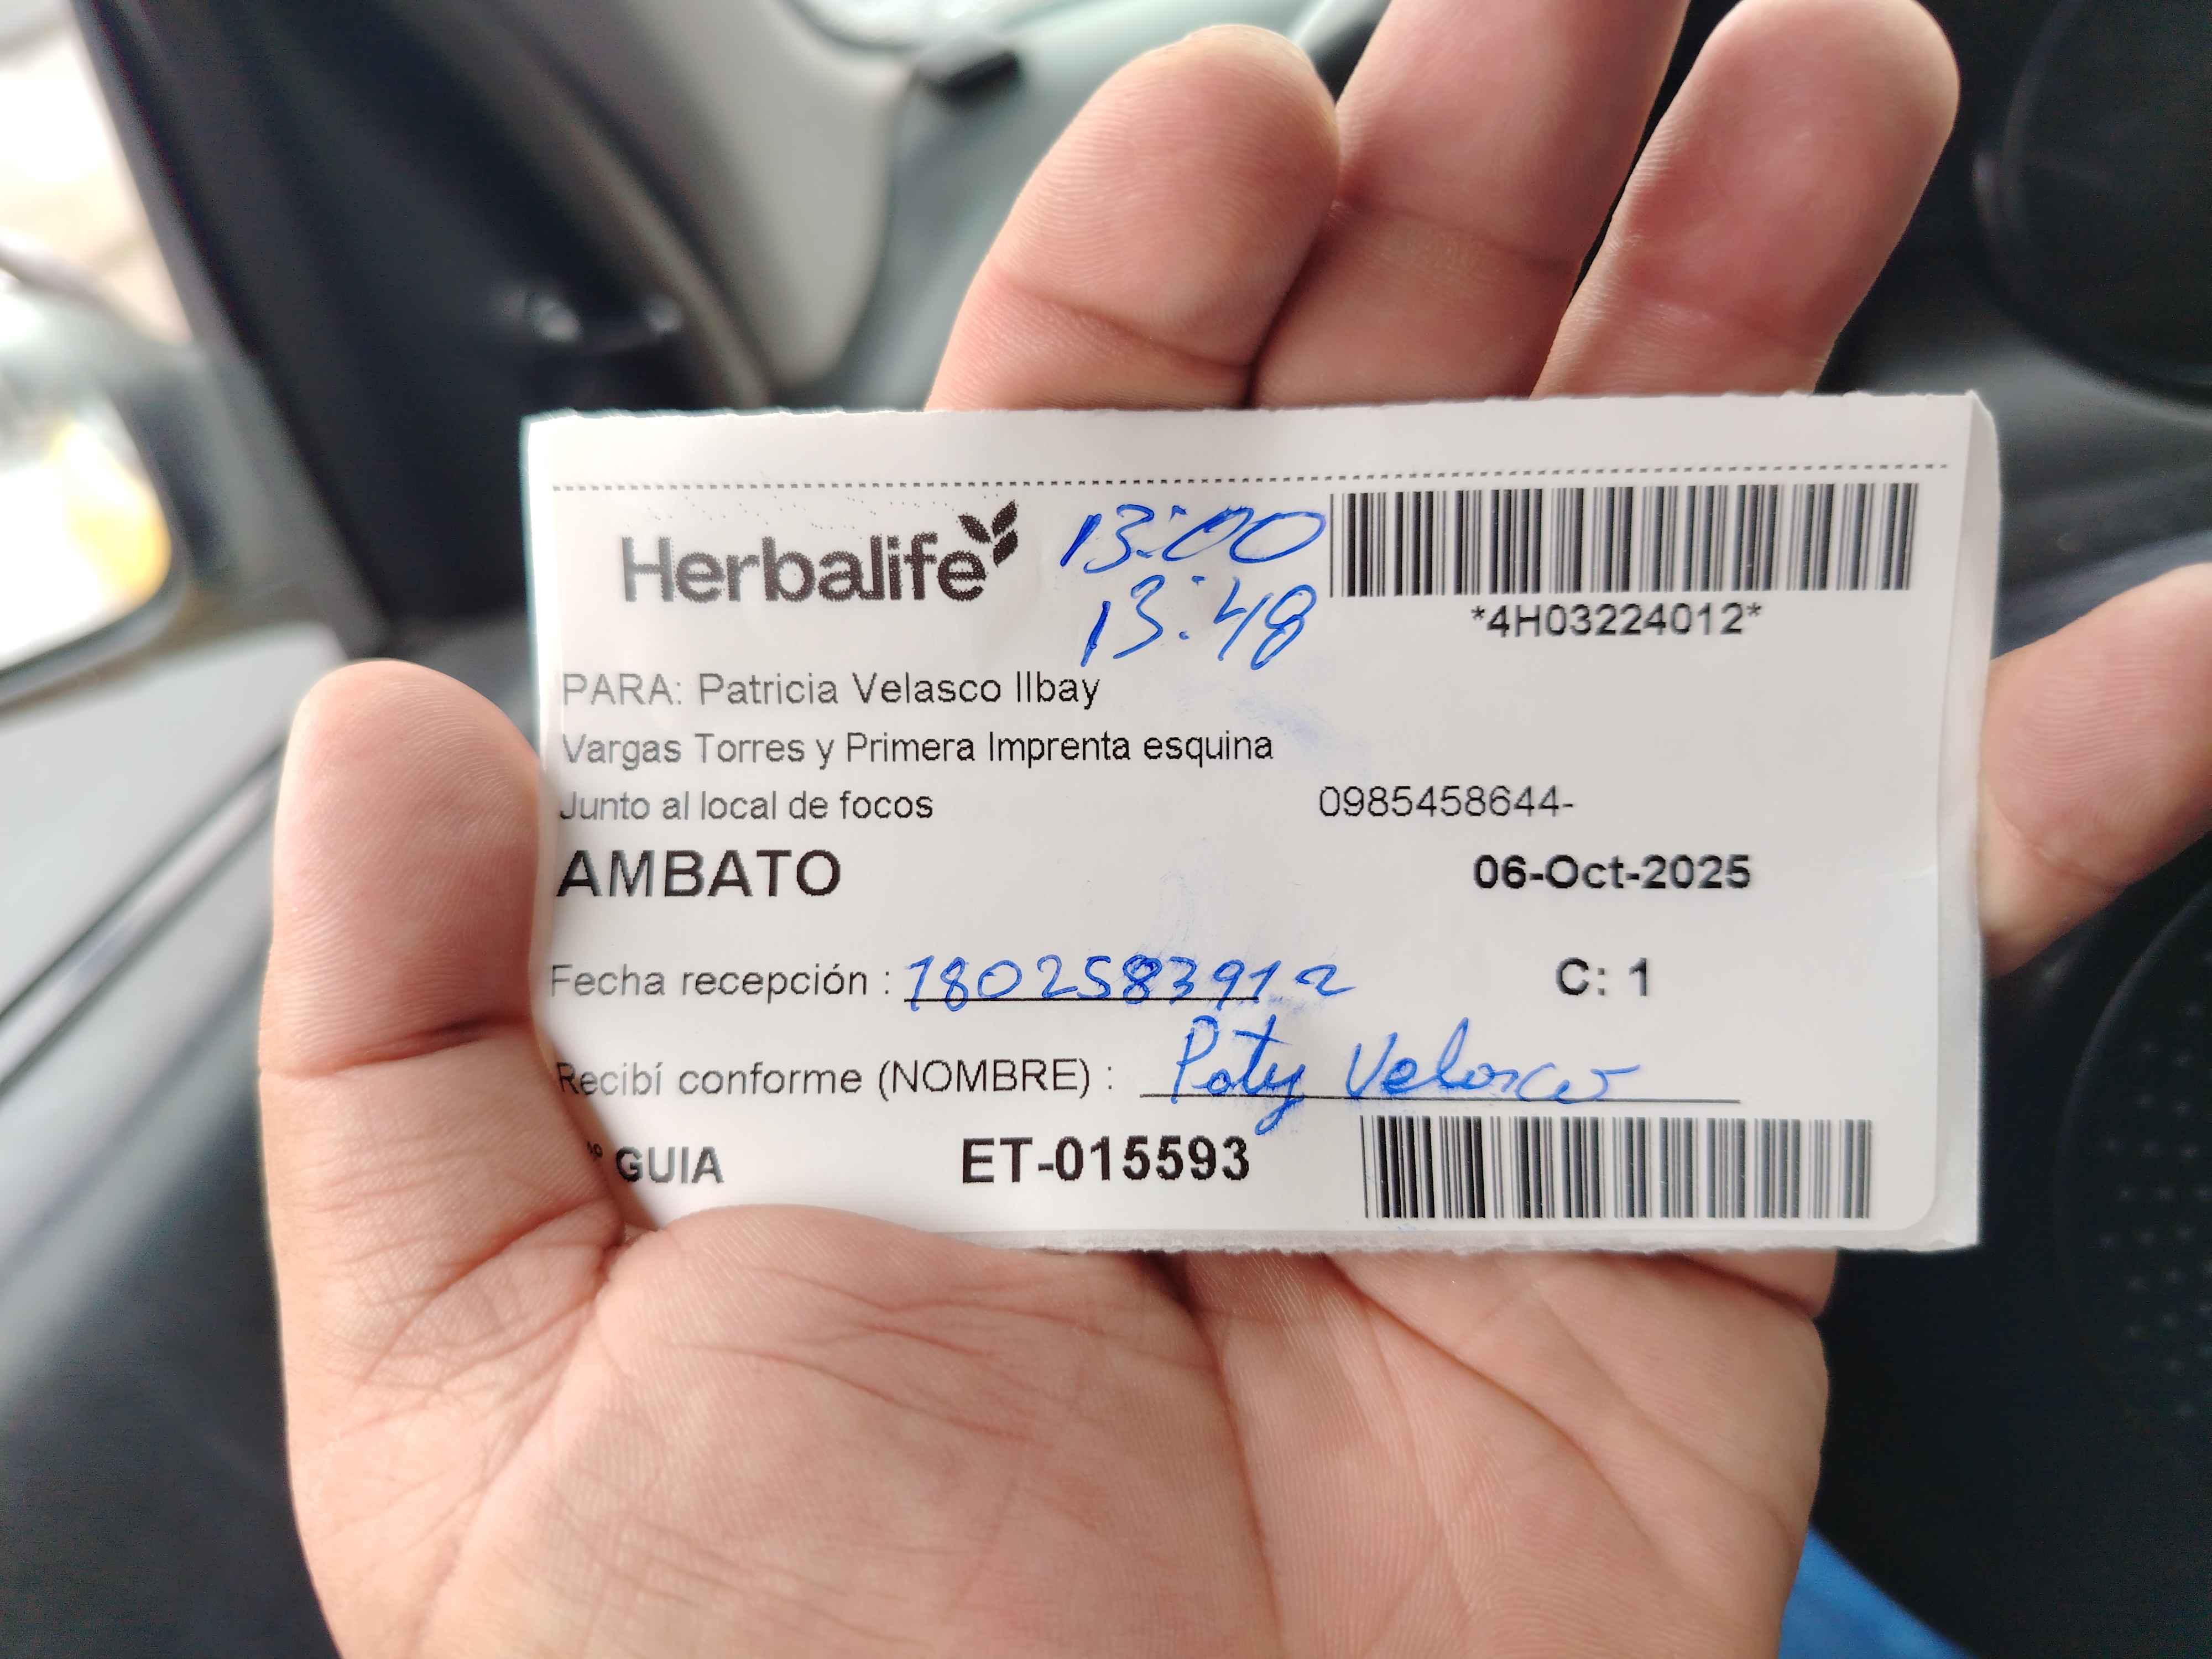 Herbalife
13:00
13:48
*4H03224012*
PARA: Patricia Velasco Ilbay
Vargas Torres y Primera Imprenta esquina
Junto al local de focos 0985458644-
AMBATO 06-Oct-2025
Fecha recepción : 1802583912 C: 1
Recibí conforme (NOMBRE) : Paty Velasco
º GUIA ET-015593